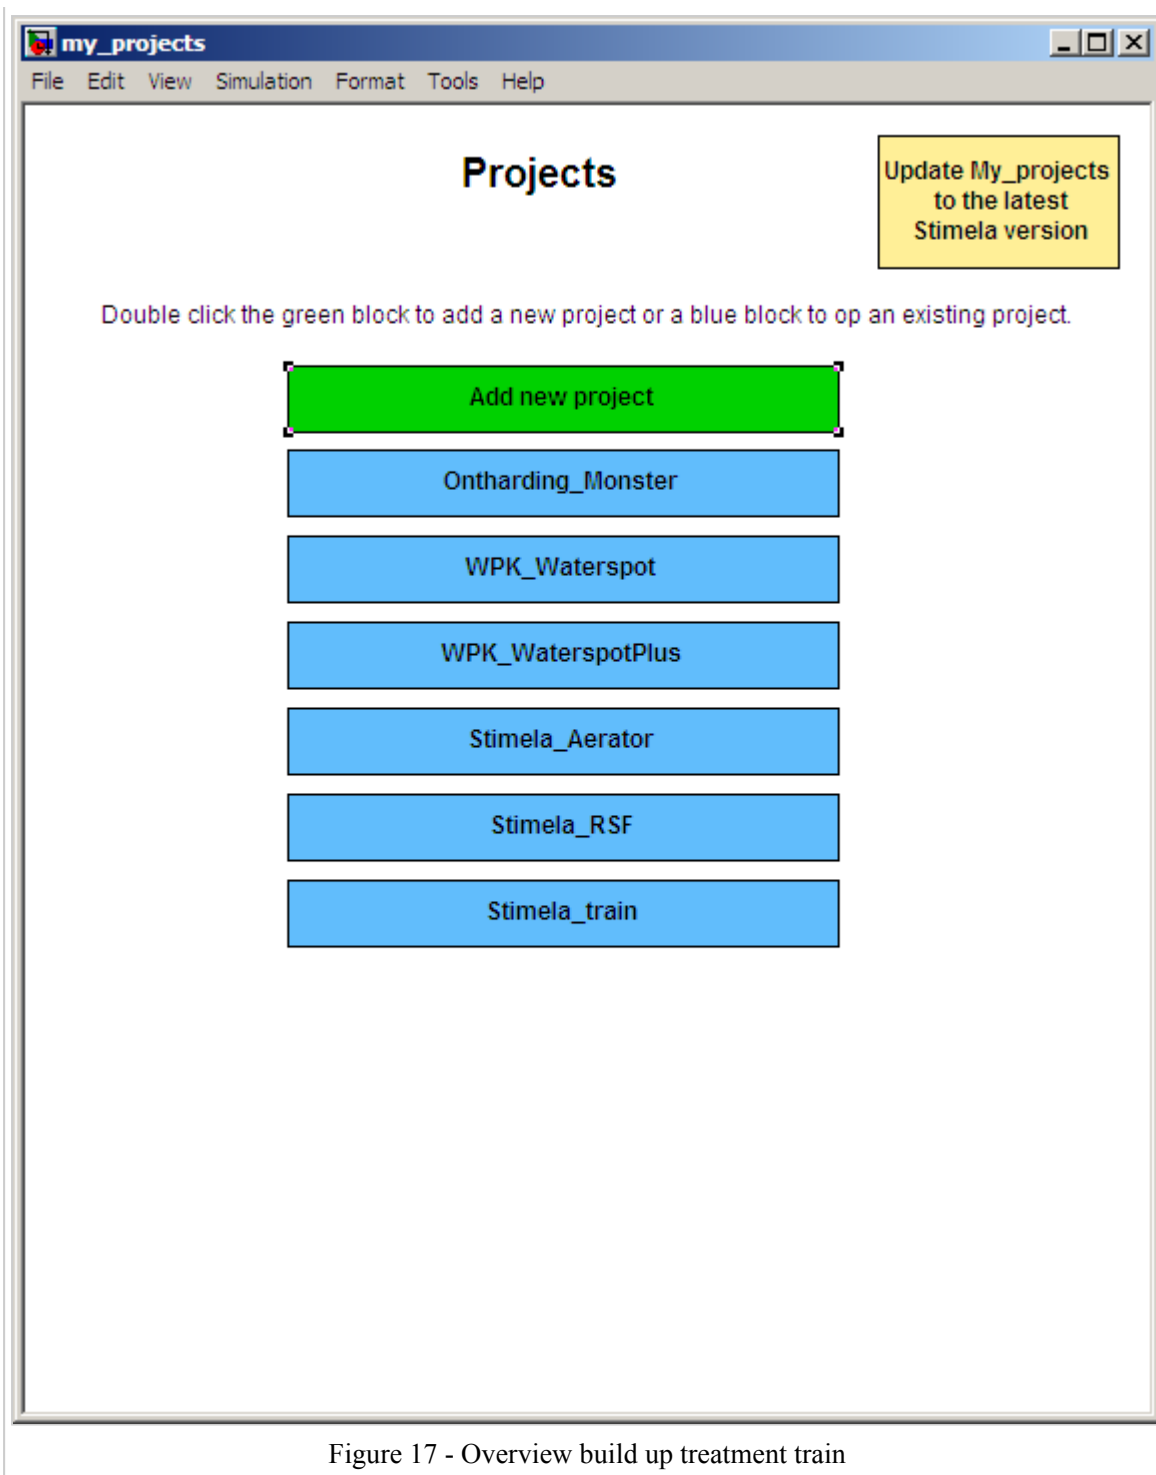 my_projects
File Edit View Simulation Format Tools Help
Projects
Update My_projects
to the latest
Stimela version
Double click the green block to add a new project or a blue block to op an existing project.
Add new project
Ontharding_Monster
WPK_Waterspot
WPK_WaterspotPlus
Stimela_Aerator
Stimela_RSF
Stimela_train
Figure 17 - Overview build up treatment train